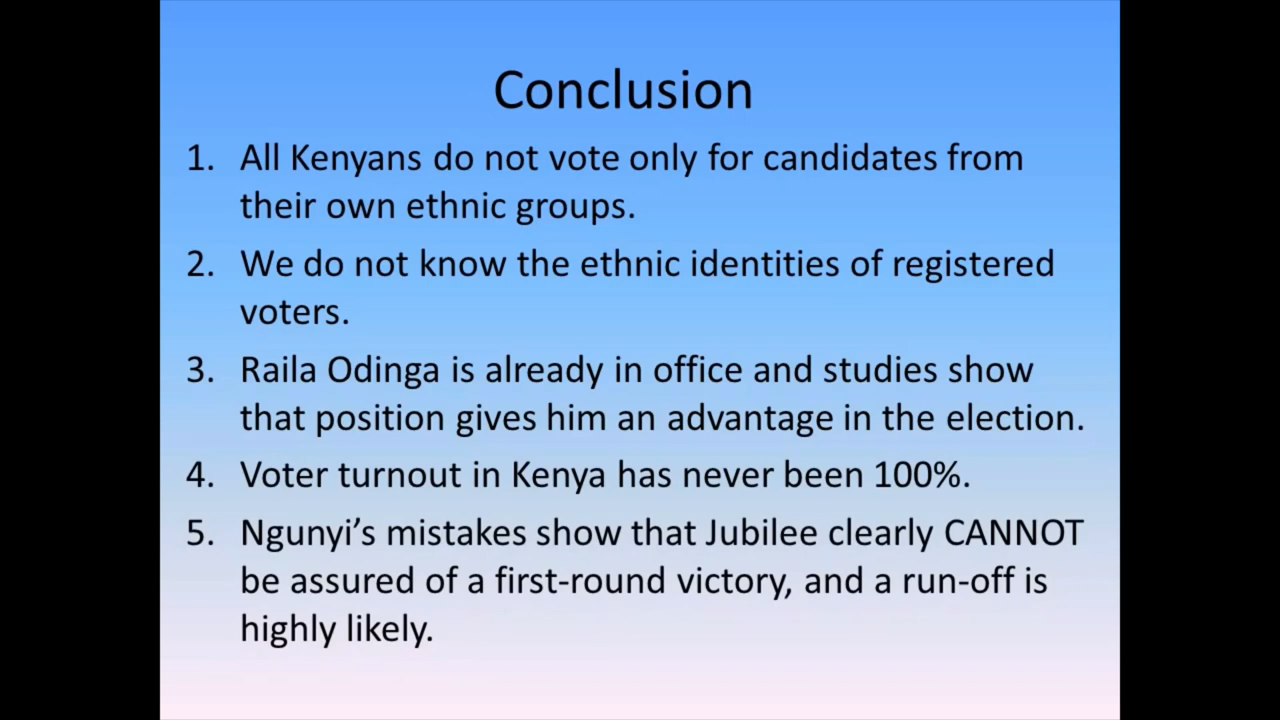 Conclusion
1. All Kenyans do not vote only for candidates from
their own ethnic groups.
2. We do not know the ethnic identities of registered
voters.
3. Raila Odinga is already in office and studies show
that position gives him an advantage in the election.
4. Voter turnout in Kenya has never been 100%.
5. Ngunyi’s mistakes show that Jubilee clearly CANNOT
be assured of a first-round victory, and a run-off is
highly likely.